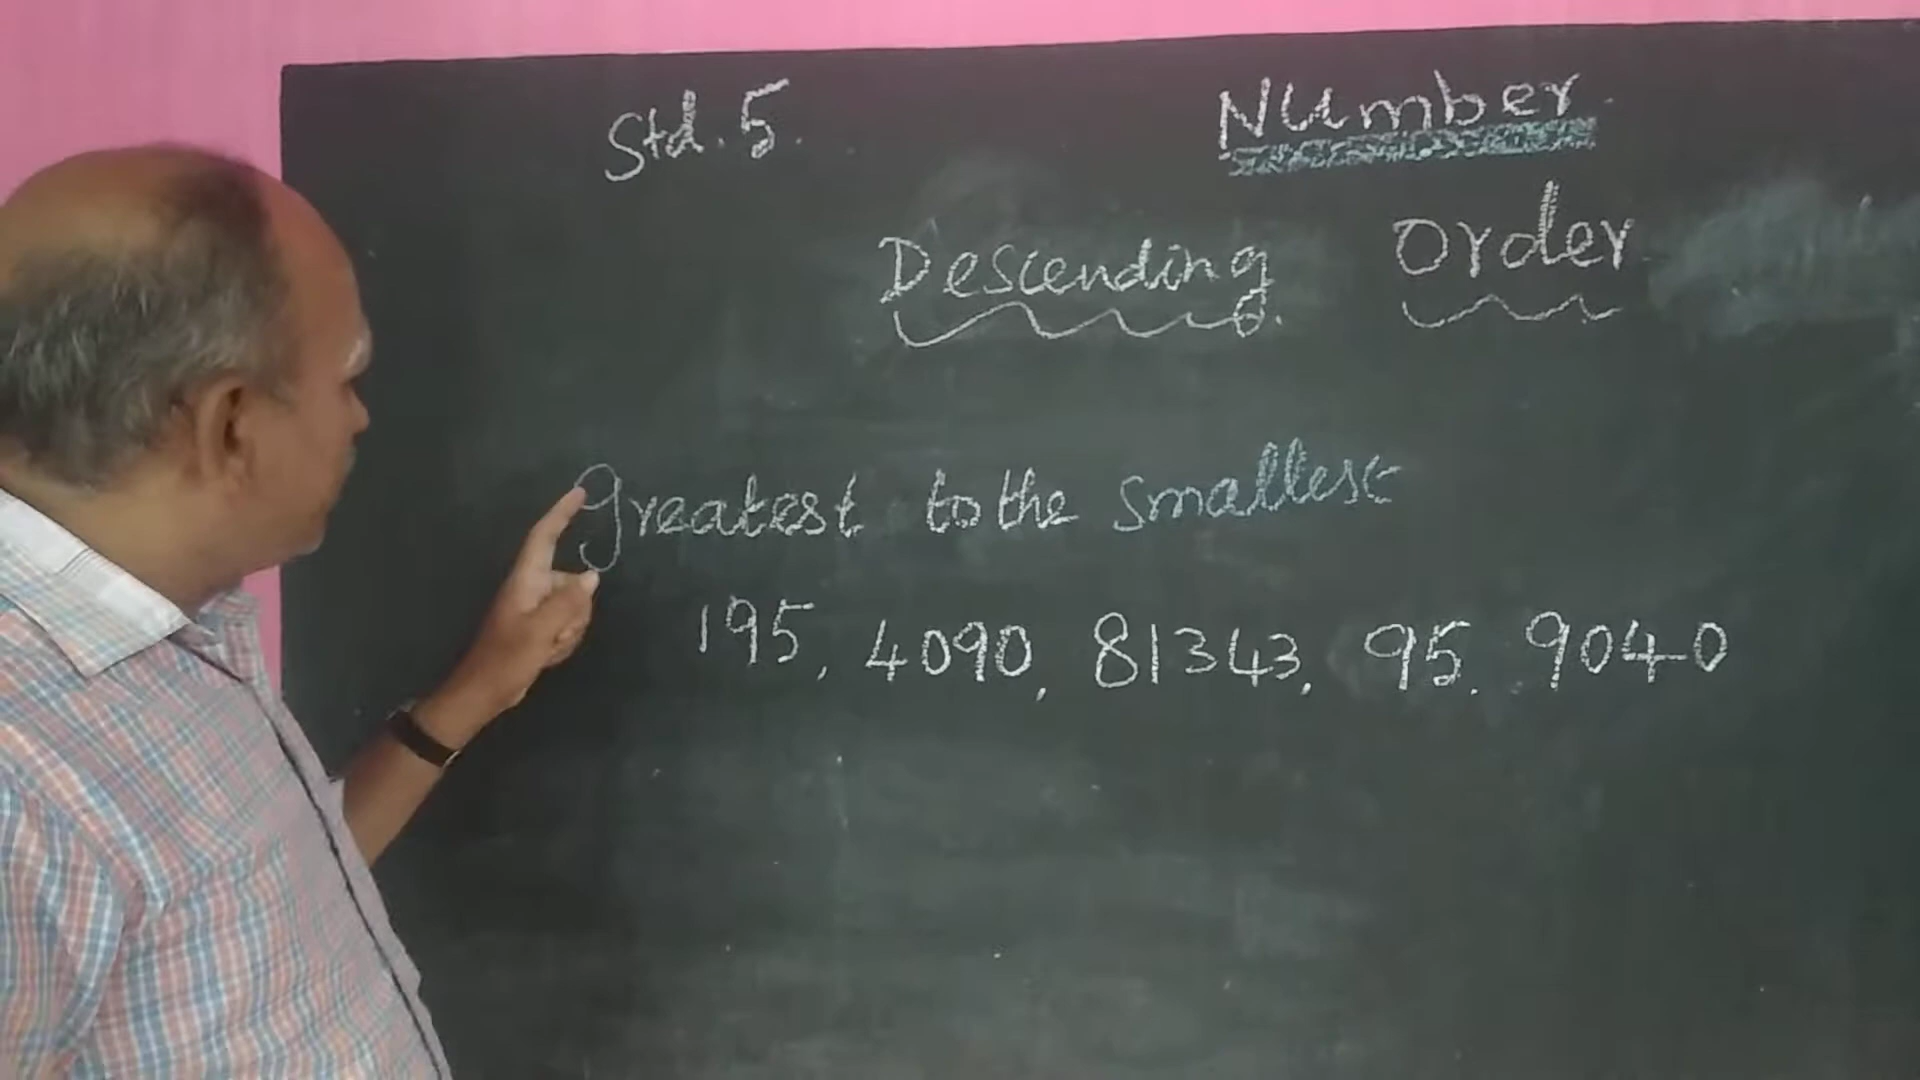 Std. 5.
Number
Descending Order
greatest to the smallest
195, 4090, 81343, 95, 9040